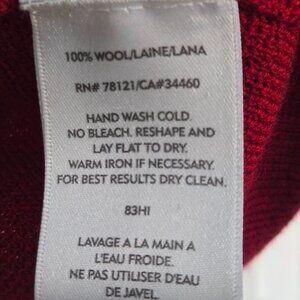 100% WOOL/LAINE/LANA
RN# 78121/CA#34460
HAND WASH COLD.
NO BLEACH. RESHAPE AND
LAY FLAT TO DRY.
WARM IRON IF NECESSARY.
FOR BEST RESULTS DRY CLEAN.
83HI
LAVAGE A LA MAIN A
L'EAU FROIDE.
NE PAS UTILISER D'EAU
DE JAVEL.